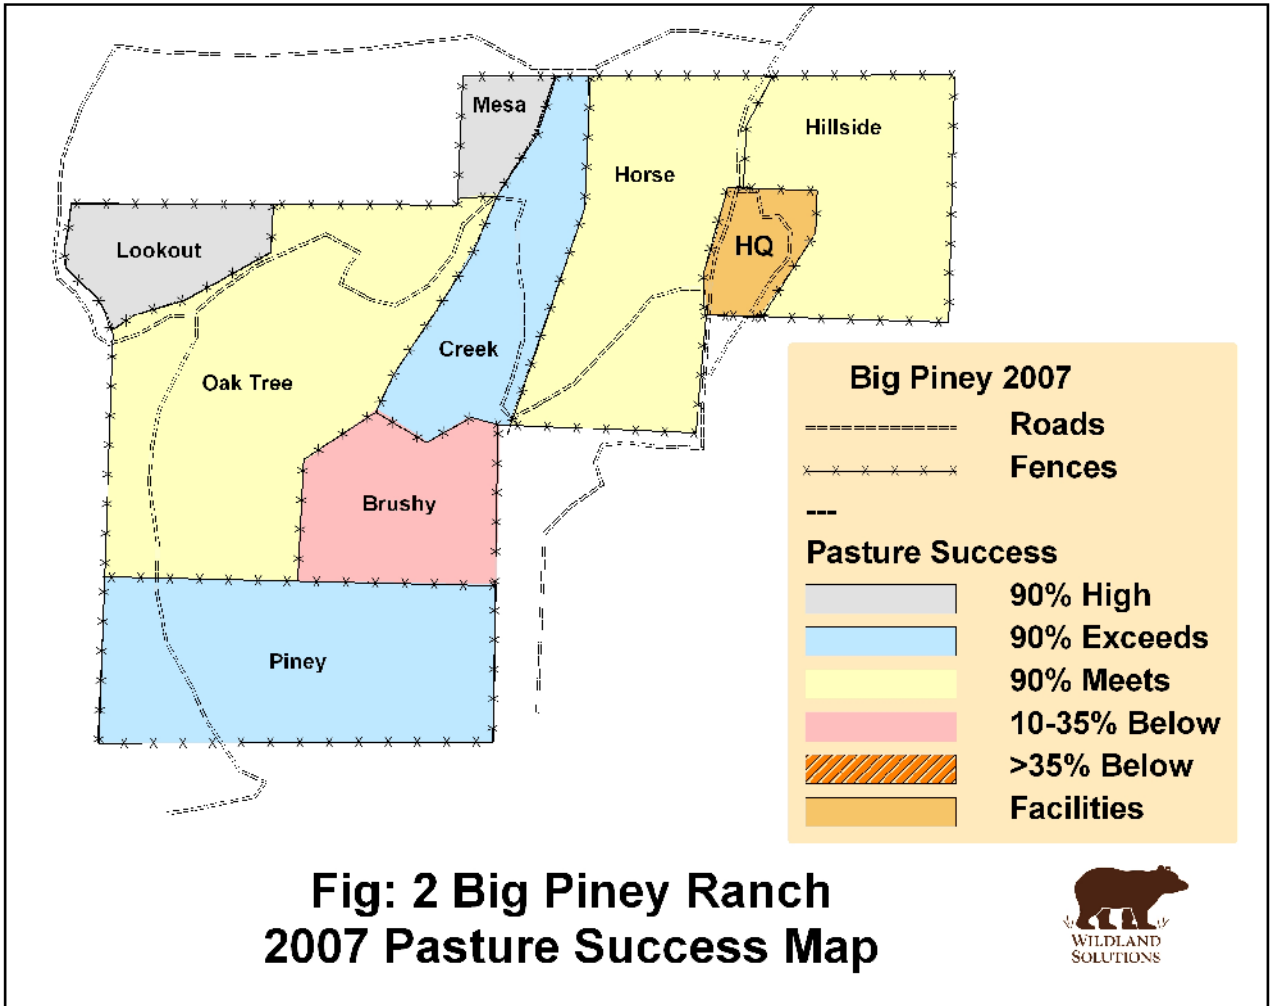 Mesa
Hillside
Horse
Lookout
HQ
Creek
Oak Tree
Brushy
Piney
Big Piney 2007
Roads
Fences
---
Pasture Success
90% High
90% Exceeds
90% Meets
10-35% Below
>35% Below
Facilities
Fig: 2 Big Piney Ranch
2007 Pasture Success Map
WILDLAND
SOLUTIONS